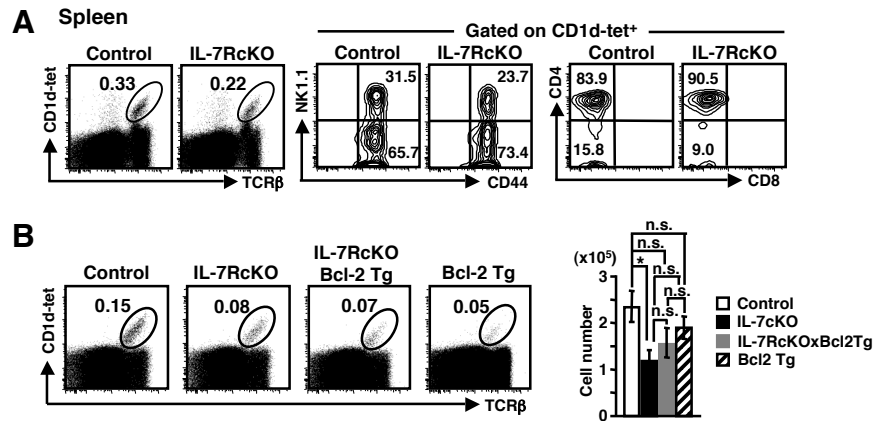 A Spleen
Gated on CD1d-tet⁺
Control IL-7RcKO Control IL-7RcKO Control IL-7RcKO
CD1d-tet
0.33 0.22
TCRβ
NK1.1
31.5 23.7
65.7 73.4
CD44
CD4
83.9 90.5
15.8 9.0
CD8
B
Control IL-7RcKO IL-7RcKO Bcl-2 Tg
Bcl-2 Tg
CD1d-tet
0.15 0.08 0.07 0.05
TCRβ
(x10⁵)
Cell number
3
2
1
0
n.s.
n.s.
* n.s.
n.s.
n.s.
Control
IL-7cKO
IL-7RcKOxBcl2Tg
Bcl2 Tg